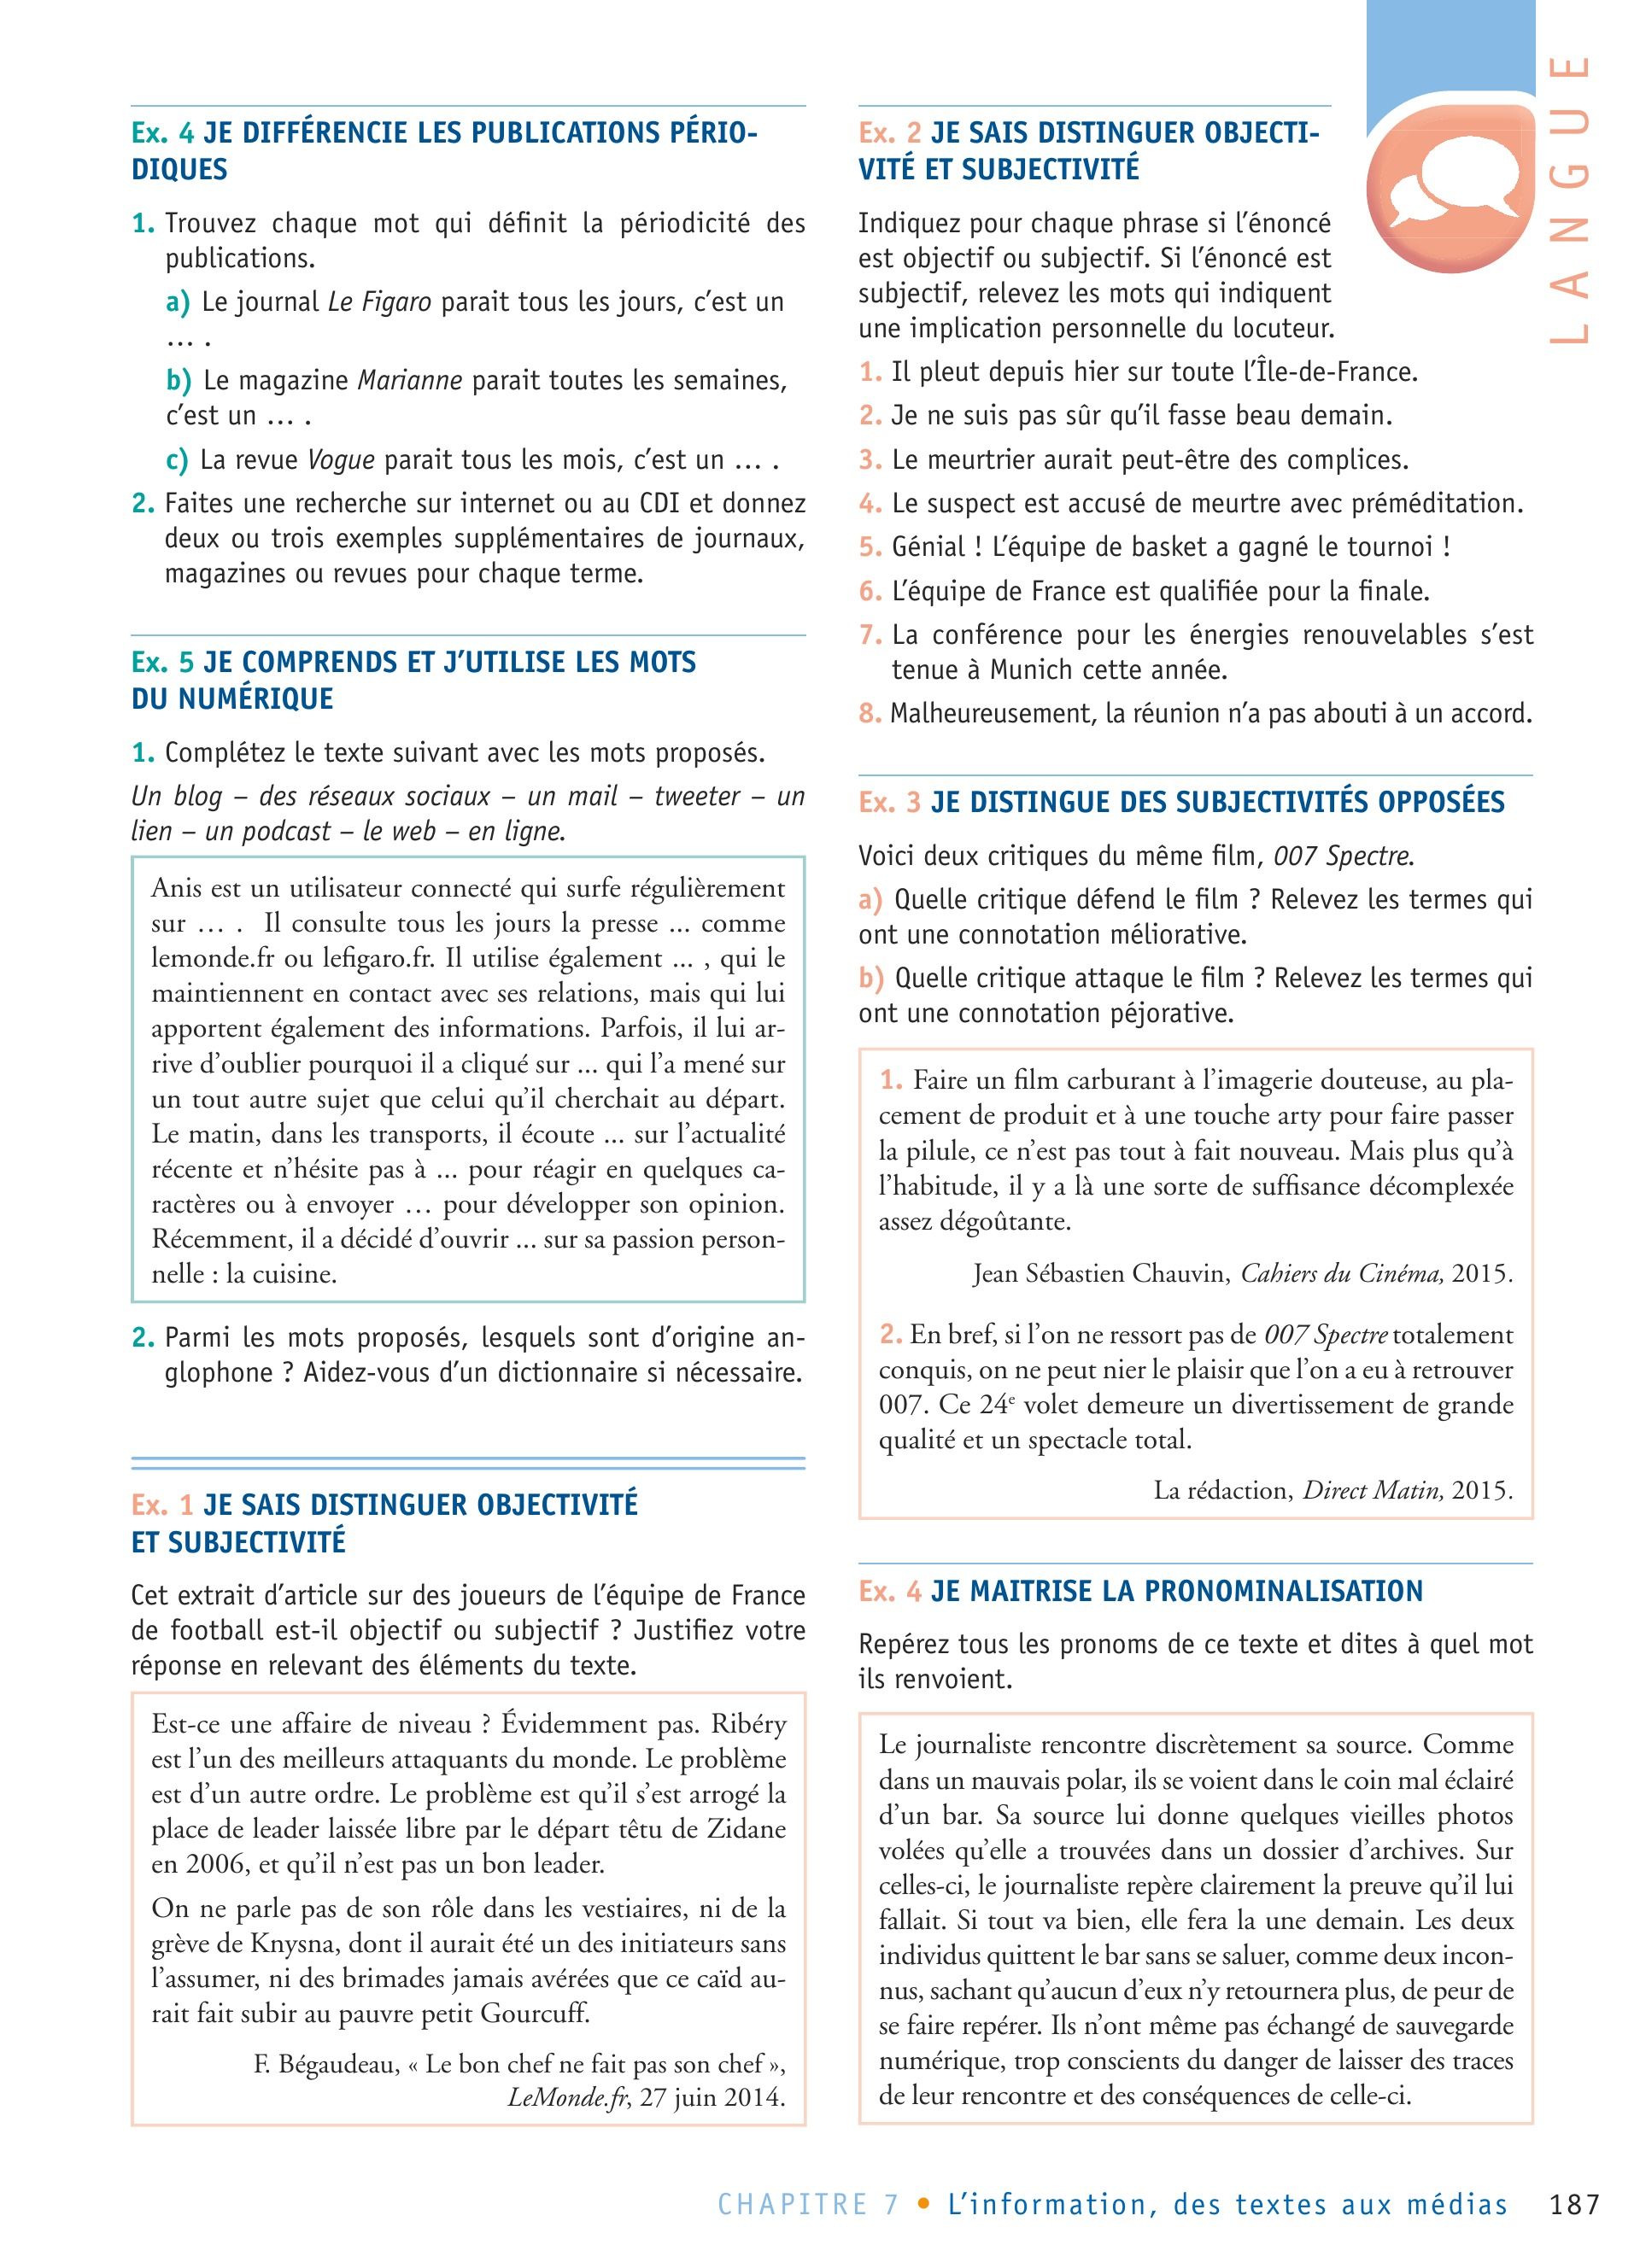 LANGUE
Ex. 4 JE DIFFÉRENCIE LES PUBLICATIONS PÉRIO-
DIQUES
1. Trouvez chaque mot qui définit la périodicité des
publications.
a) Le journal Le Figaro parait tous les jours, c’est un
... .
b) Le magazine Marianne parait toutes les semaines,
c’est un ... .
c) La revue Vogue parait tous les mois, c’est un ... .
2. Faites une recherche sur internet ou au CDI et donnez
deux ou trois exemples supplémentaires de journaux,
magazines ou revues pour chaque terme.
Ex. 5 JE COMPRENDS ET J’UTILISE LES MOTS
DU NUMÉRIQUE
1. Complétez le texte suivant avec les mots proposés.
Un blog – des réseaux sociaux – un mail – tweeter – un
lien – un podcast – le web – en ligne.
Anis est un utilisateur connecté qui surfe régulièrement
sur ... . Il consulte tous les jours la presse ... comme
lemonde.fr ou lefigaro.fr. Il utilise également ... , qui le
maintiennent en contact avec ses relations, mais qui lui
apportent également des informations. Parfois, il lui ar-
rive d’oublier pourquoi il a cliqué sur ... qui l’a mené sur
un tout autre sujet que celui qu’il cherchait au départ.
Le matin, dans les transports, il écoute ... sur l’actualité
récente et n’hésite pas à ... pour réagir en quelques ca-
ractères ou à envoyer ... pour développer son opinion.
Récemment, il a décidé d’ouvrir ... sur sa passion person-
nelle : la cuisine.
2. Parmi les mots proposés, lesquels sont d’origine an-
glophone ? Aidez-vous d’un dictionnaire si nécessaire.
Ex. 1 JE SAIS DISTINGUER OBJECTIVITÉ
ET SUBJECTIVITÉ
Cet extrait d’article sur des joueurs de l’équipe de France
de football est-il objectif ou subjectif ? Justifiez votre
réponse en relevant des éléments du texte.
Est-ce une affaire de niveau ? Évidemment pas. Ribéry
est l’un des meilleurs attaquants du monde. Le problème
est d’un autre ordre. Le problème est qu’il s’est arrogé la
place de leader laissée libre par le départ têtu de Zidane
en 2006, et qu’il n’est pas un bon leader.
On ne parle pas de son rôle dans les vestiaires, ni de la
grève de Knysna, dont il aurait été un des initiateurs sans
l’assumer, ni des brimades jamais avérées que ce caïd au-
rait fait subir au pauvre petit Gourcuff.
F. Bégaudeau, « Le bon chef ne fait pas son chef »,
LeMonde.fr, 27 juin 2014.
Ex. 2 JE SAIS DISTINGUER OBJECTI-
VITÉ ET SUBJECTIVITÉ
Indiquez pour chaque phrase si l’énoncé
est objectif ou subjectif. Si l’énoncé est
subjectif, relevez les mots qui indiquent
une implication personnelle du locuteur.
1. Il pleut depuis hier sur toute l’Île-de-France.
2. Je ne suis pas sûr qu’il fasse beau demain.
3. Le meurtrier aurait peut-être des complices.
4. Le suspect est accusé de meurtre avec préméditation.
5. Génial ! L’équipe de basket a gagné le tournoi !
6. L’équipe de France est qualifiée pour la finale.
7. La conférence pour les énergies renouvelables s’est
tenue à Munich cette année.
8. Malheureusement, la réunion n’a pas abouti à un accord.
Ex. 3 JE DISTINGUE DES SUBJECTIVITÉS OPPOSÉES
Voici deux critiques du même film, 007 Spectre.
a) Quelle critique défend le film ? Relevez les termes qui
ont une connotation méliorative.
b) Quelle critique attaque le film ? Relevez les termes qui
ont une connotation péjorative.
1. Faire un film carburant à l’imagerie douteuse, au pla-
cement de produit et à une touche arty pour faire passer
la pilule, ce n’est pas tout à fait nouveau. Mais plus qu’à
l’habitude, il y a là une sorte de suffisance décomplexée
assez dégoûtante.
Jean Sébastien Chauvin, Cahiers du Cinéma, 2015.
2. En bref, si l’on ne ressort pas de 007 Spectre totalement
conquis, on ne peut nier le plaisir que l’on a eu à retrouver
007. Ce 24e volet demeure un divertissement de grande
qualité et un spectacle total.
La rédaction, Direct Matin, 2015.
Ex. 4 JE MAITRISE LA PRONOMINALISATION
Repérez tous les pronoms de ce texte et dites à quel mot
ils renvoient.
Le journaliste rencontre discrètement sa source. Comme
dans un mauvais polar, ils se voient dans le coin mal éclairé
d’un bar. Sa source lui donne quelques vieilles photos
volées qu’elle a trouvées dans un dossier d’archives. Sur
celles-ci, le journaliste repère clairement la preuve qu’il lui
fallait. Si tout va bien, elle fera la une demain. Les deux
individus quittent le bar sans se saluer, comme deux incon-
nus, sachant qu’aucun d’eux n’y retournera plus, de peur de
se faire repérer. Ils n’ont même pas échangé de sauvegarde
numérique, trop conscients du danger de laisser des traces
de leur rencontre et des conséquences de celle-ci.
CHAPITRE 7 • L’information, des textes aux médias 187